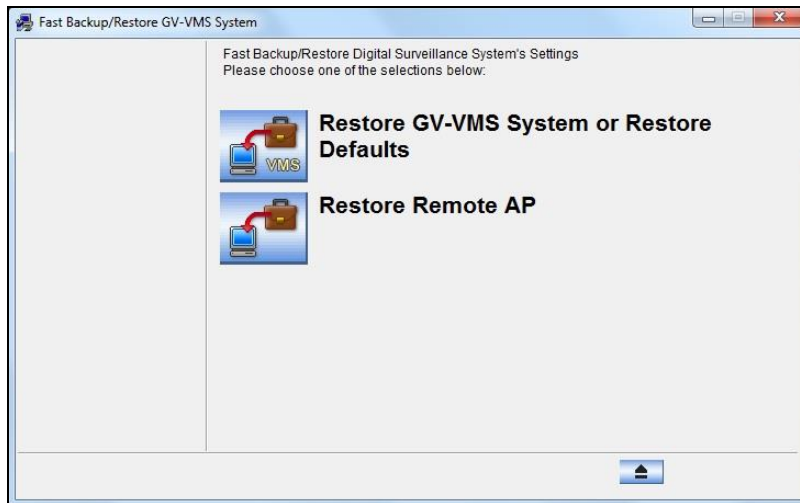 Fast Backup/Restore GV-VMS System
Fast Backup/Restore Digital Surveillance System's Settings
Please choose one of the selections below:
Restore GV-VMS System or Restore
Defaults
VMS
Restore Remote AP